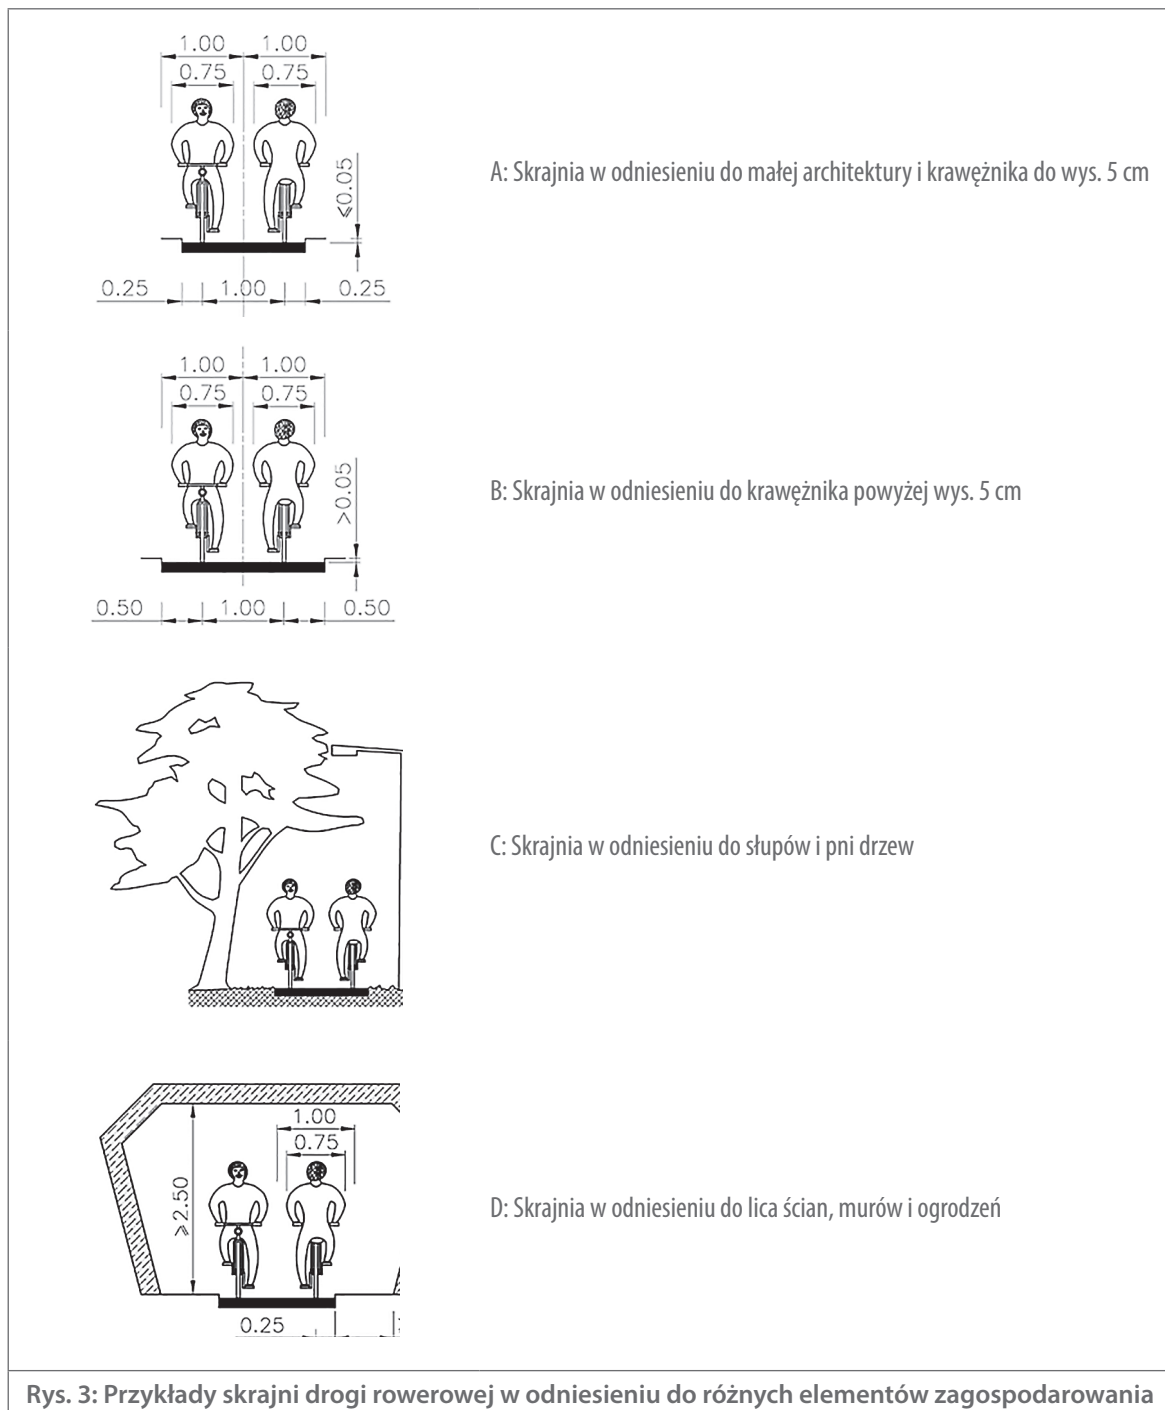 1.00 1.00
0.75 0.75
≤0.05
0.25 1.00 0.25
A: Skrajnia w odniesieniu do małej architektury i krawężnika do wys. 5 cm
1.00 1.00
0.75 0.75
>0.05
0.50 1.00 0.50
B: Skrajnia w odniesieniu do krawężnika powyżej wys. 5 cm
C: Skrajnia w odniesieniu do słupów i pni drzew
1.00
0.75
≥2.50
0.25
D: Skrajnia w odniesieniu do lica ścian, murów i ogrodzeń
Rys. 3: Przykłady skrajni drogi rowerowej w odniesieniu do różnych elementów zagospodarowania